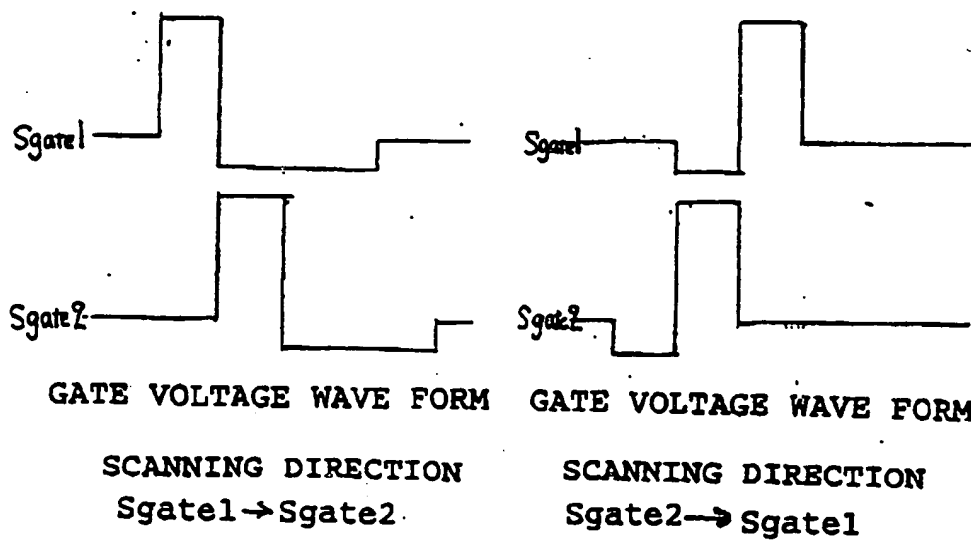 Sgate1
Sgate1
Sgate2
Sgate2
GATE VOLTAGE WAVE FORM
GATE VOLTAGE WAVE FORM
SCANNING DIRECTION
Sgate1→Sgate2
SCANNING DIRECTION
Sgate2→Sgate1